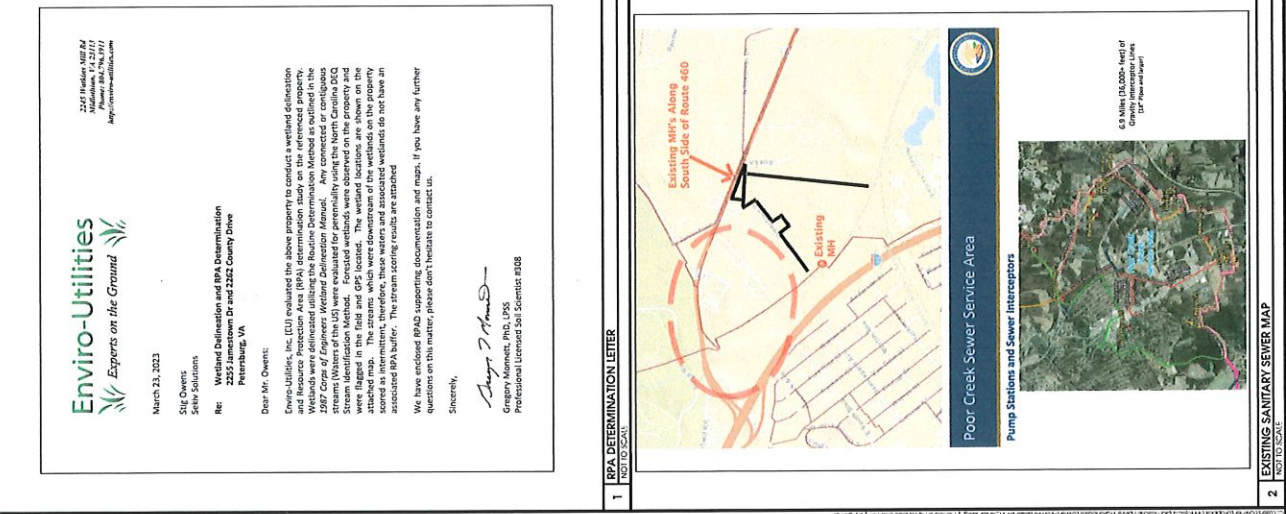 Enviro-Utilities
Experts on the Ground
2245 Watkins Mill Rd
Midlothian, VA 23113
Phone: 804.796.3911
http://enviro-utilities.com
March 23, 2023
Stig Owens
Sekiv Solutions
Re: Wetland Delineation and RPA Determination
2255 Jamestown Dr and 2262 County Drive
Petersburg, VA
Dear Mr. Owens:
Enviro-Utilities, Inc. (EU) evaluated the above property to conduct a wetland delineation
and Resource Protection Area (RPA) determination study on the referenced property.
Wetlands were delineated utilizing the Routine Determination Method as outlined in the
1987 Corps of Engineers Wetland Delineation Manual. Any connected or contiguous
streams (Waters of the US) were evaluated for perenniality using the North Carolina DEQ
Stream Identification Method. Forested wetlands were observed on the property and
were flagged in the field and GPS located. The wetland locations are shown on the
attached map. The streams which were downstream of the wetlands on the property
scored as intermittent, therefore, these waters and associated wetlands do not have an
associated RPA buffer. The stream scoring results are attached
We have enclosed RPAD supporting documentation and maps. If you have any further
questions on this matter, please don't hesitate to contact us.
Sincerely,
Gregory Monnett, PhD, LPSS
Professional Licensed Soil Scientist #308
1 RPA DETERMINATION LETTER
NOT TO SCALE
Existing MH's Along
South Side of Route 460
Existing
MH
Poor Creek Sewer Service Area
Pump Stations and Sewer Interceptors
6.9 Miles (36,000+ feet) of
Gravity Interceptor Lines
2 EXISTING SANITARY SEWER MAP
NOT TO SCALE